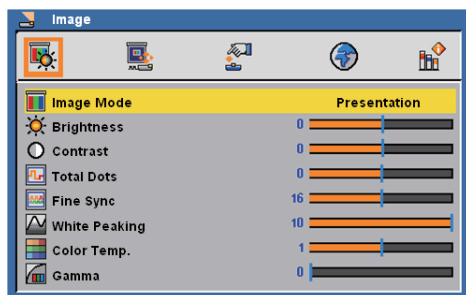 Image
Image Mode Presentation
Brightness 0
Contrast 0
Total Dots 0
Fine Sync 16
White Peaking 10
Color Temp. 1
Gamma 0